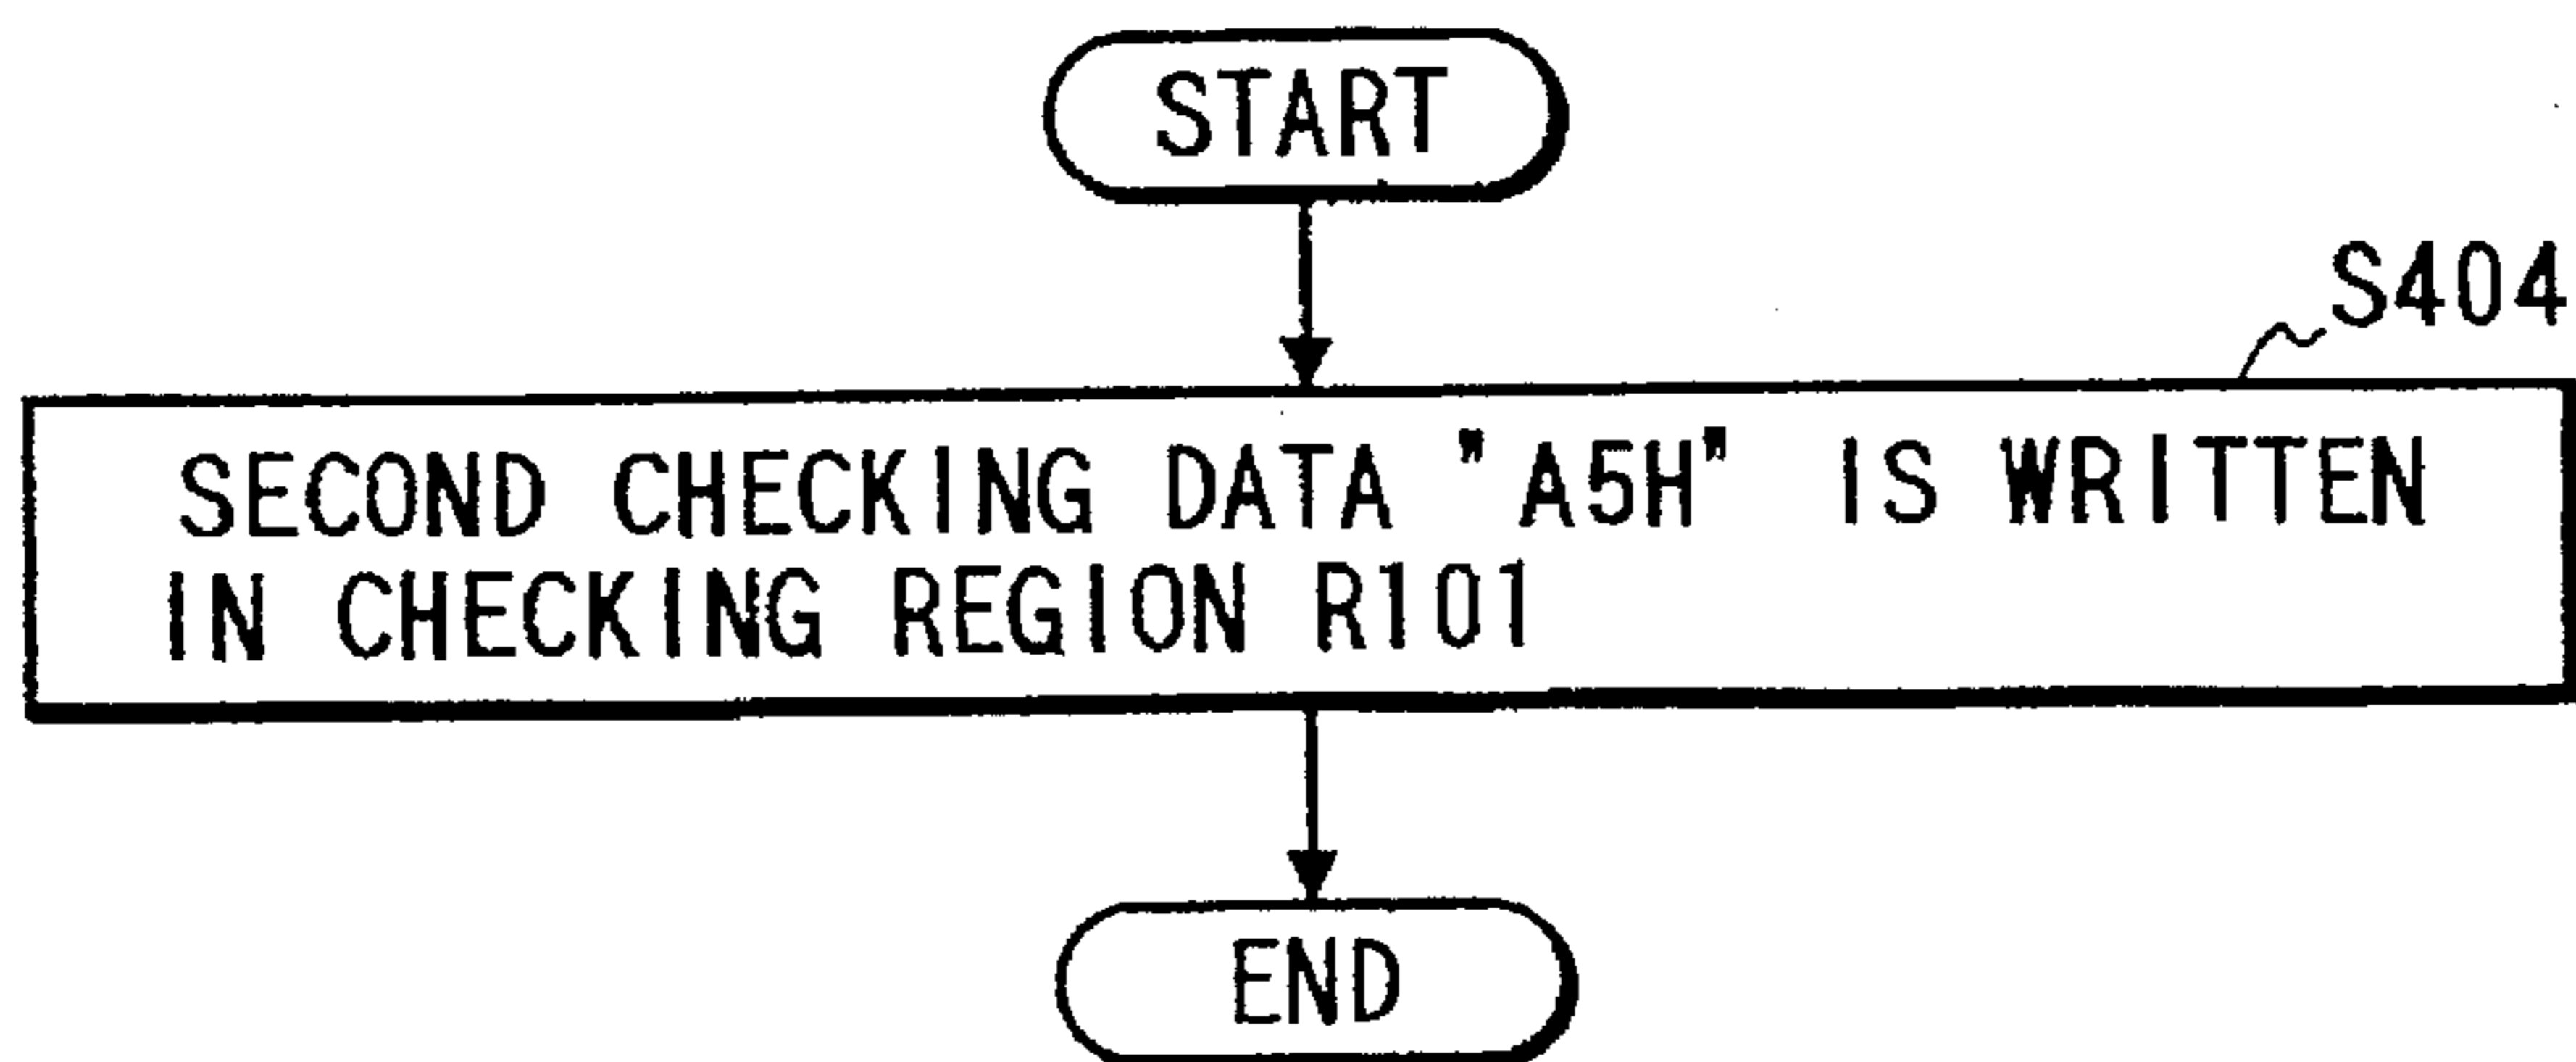 START
S404
SECOND CHECKING DATA "A5H" IS WRITTEN
IN CHECKING REGION R101
END